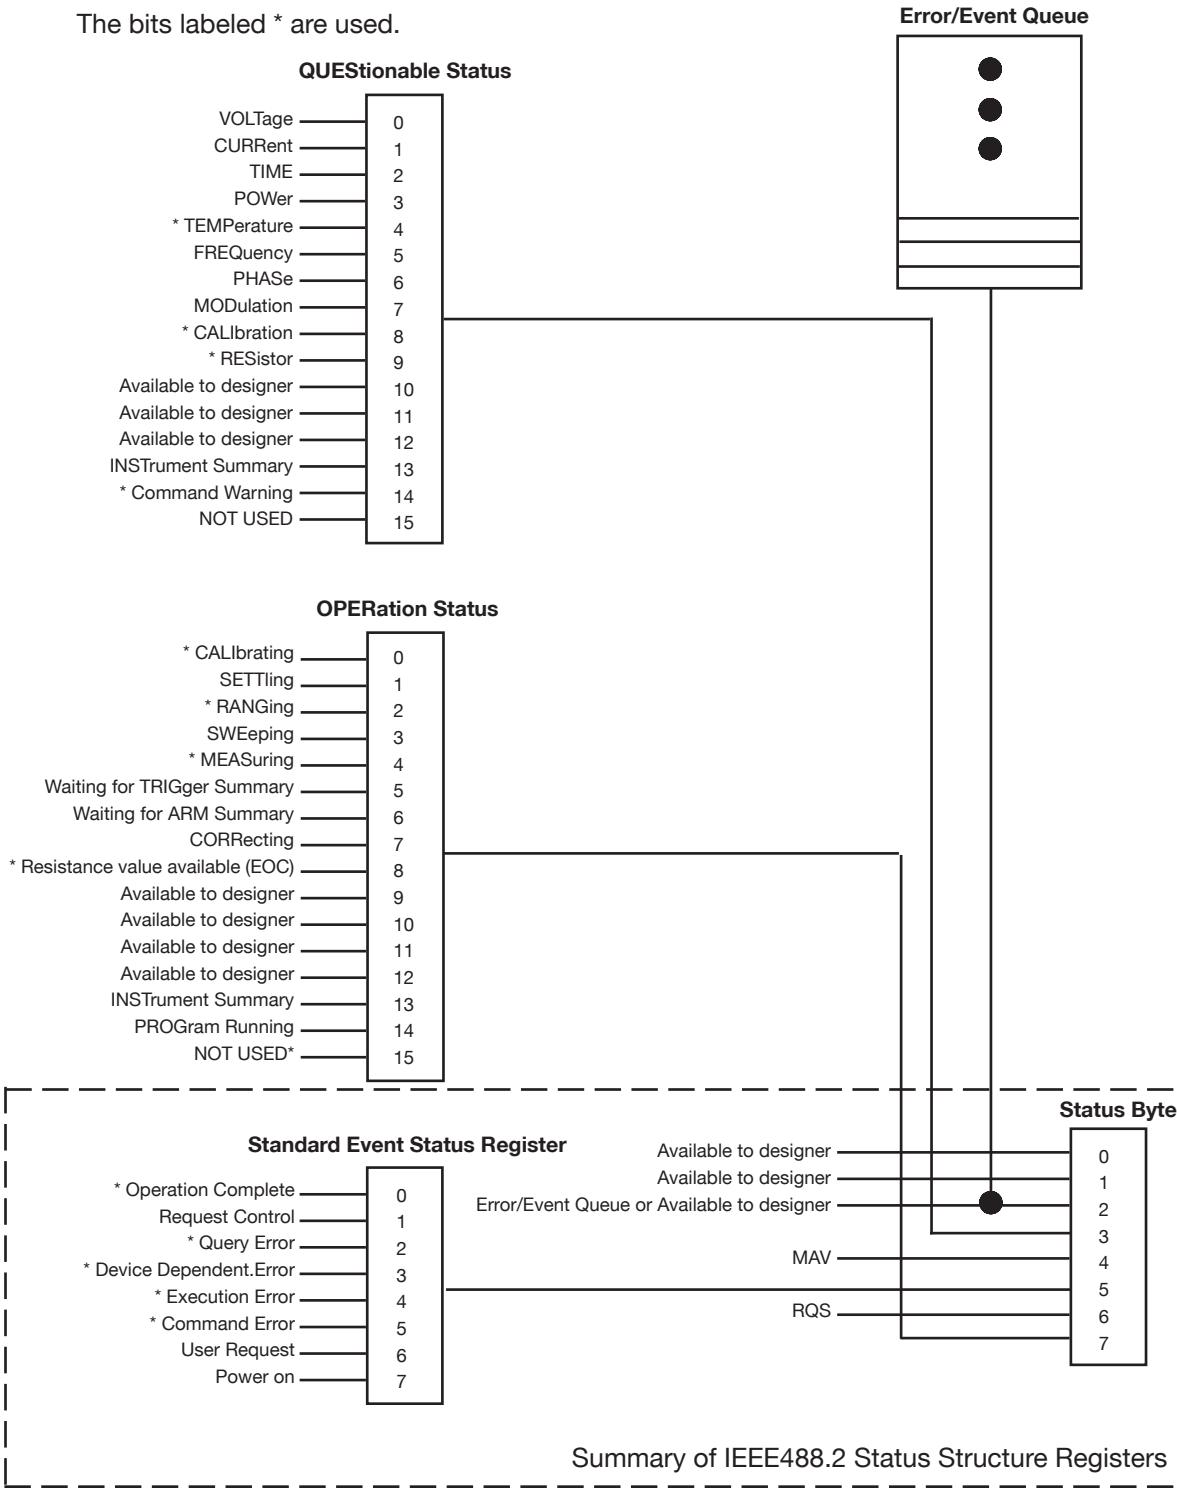 The bits labeled * are used.
Error/Event Queue
QUEStionable Status
VOLTage 0
CURRent 1
TIME 2
POWer 3
* TEMPerature 4
FREQuency 5
PHASe 6
MODulation 7
* CALIbration 8
* RESistor 9
Available to designer 10
Available to designer 11
Available to designer 12
INSTrument Summary 13
* Command Warning 14
NOT USED 15
OPERation Status
* CALIbrating 0
SETTling 1
* RANGing 2
SWEeping 3
* MEASuring 4
Waiting for TRIGger Summary 5
Waiting for ARM Summary 6
CORRecting 7
* Resistance value available (EOC) 8
Available to designer 9
Available to designer 10
Available to designer 11
Available to designer 12
INSTrument Summary 13
PROGram Running 14
NOT USED* 15
Standard Event Status Register
* Operation Complete 0
Request Control 1
* Query Error 2
* Device Dependent.Error 3
* Execution Error 4
* Command Error 5
User Request 6
Power on 7
Status Byte
Available to designer 0
Available to designer 1
Error/Event Queue or Available to designer 2
3
MAV 4
5
RQS 6
7
Summary of IEEE488.2 Status Structure Registers